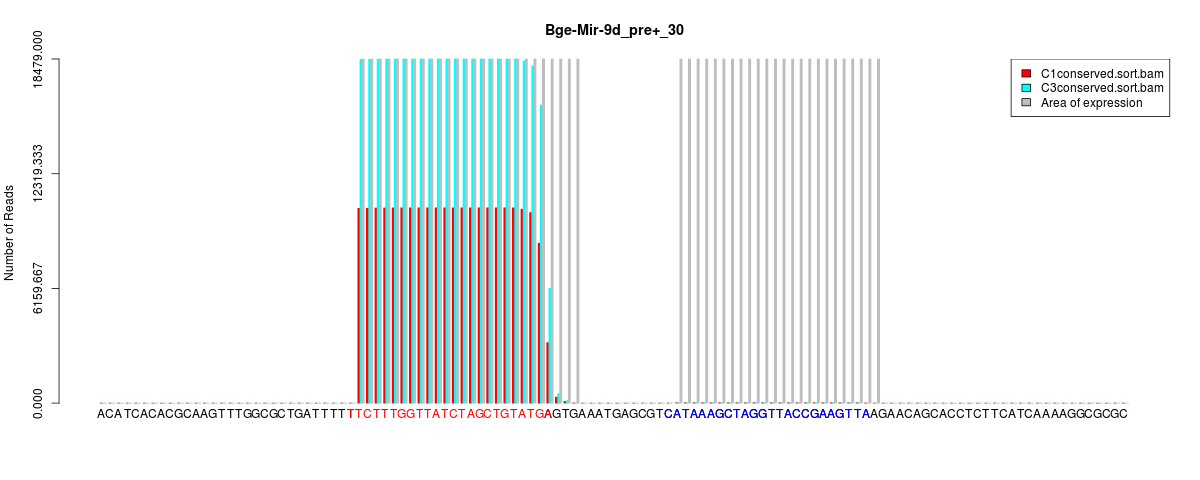 Bge-Mir-9d_pre+_30
Number of Reads
18479.000
12319.333
6159.667
0.000
C1conserved.sort.bam
C3conserved.sort.bam
Area of expression
ACATCACACGCAAGTTTGGCGCTGATTTTTTCTTTGGTTATCTAGCTGTATGAGTGAAATGAGCGTCATAAAGCTAGGTTACCGAAGTTAAGAACAGCACCTCTTCATCAAAAGGCGCGC